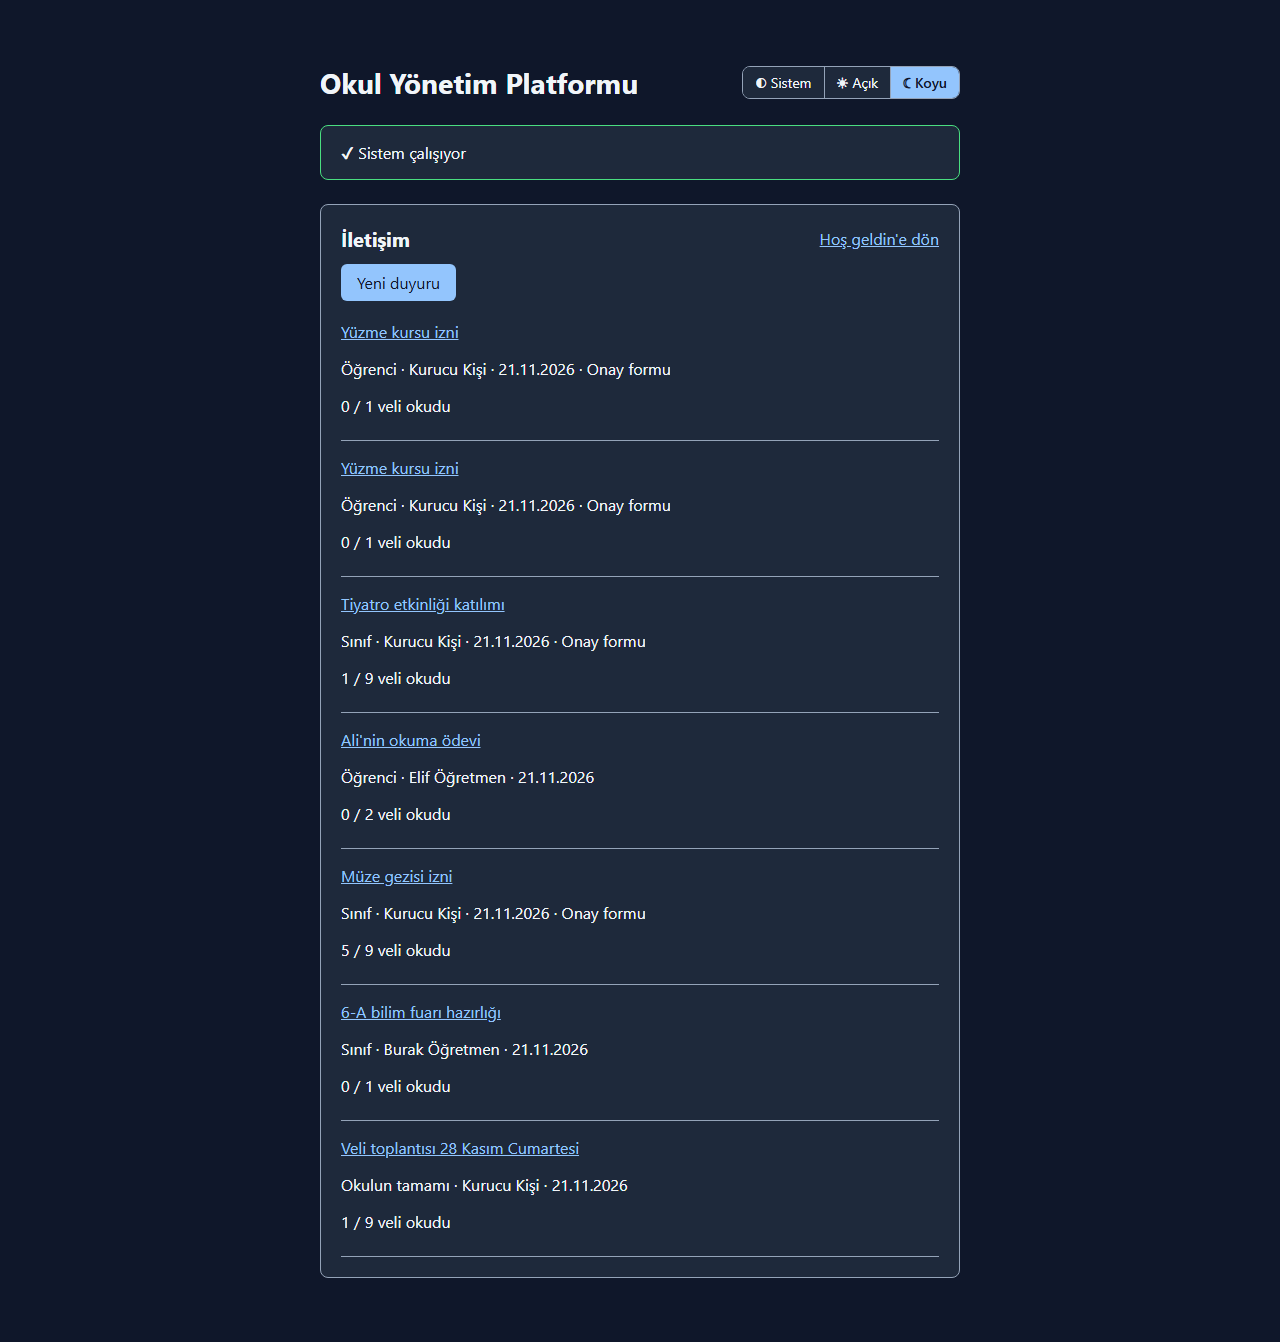 Okul Yönetim Platformu
◐ Sistem ☀ Açık ☾ Koyu
✓ Sistem çalışıyor
İletişim
Hoş geldin'e dön
Yeni duyuru
Yüzme kursu izni
Öğrenci · Kurucu Kişi · 21.11.2026 · Onay formu
0 / 1 veli okudu
Yüzme kursu izni
Öğrenci · Kurucu Kişi · 21.11.2026 · Onay formu
0 / 1 veli okudu
Tiyatro etkinliği katılımı
Sınıf · Kurucu Kişi · 21.11.2026 · Onay formu
1 / 9 veli okudu
Ali'nin okuma ödevi
Öğrenci · Elif Öğretmen · 21.11.2026
0 / 2 veli okudu
Müze gezisi izni
Sınıf · Kurucu Kişi · 21.11.2026 · Onay formu
5 / 9 veli okudu
6-A bilim fuarı hazırlığı
Sınıf · Burak Öğretmen · 21.11.2026
0 / 1 veli okudu
Veli toplantısı 28 Kasım Cumartesi
Okulun tamamı · Kurucu Kişi · 21.11.2026
1 / 9 veli okudu